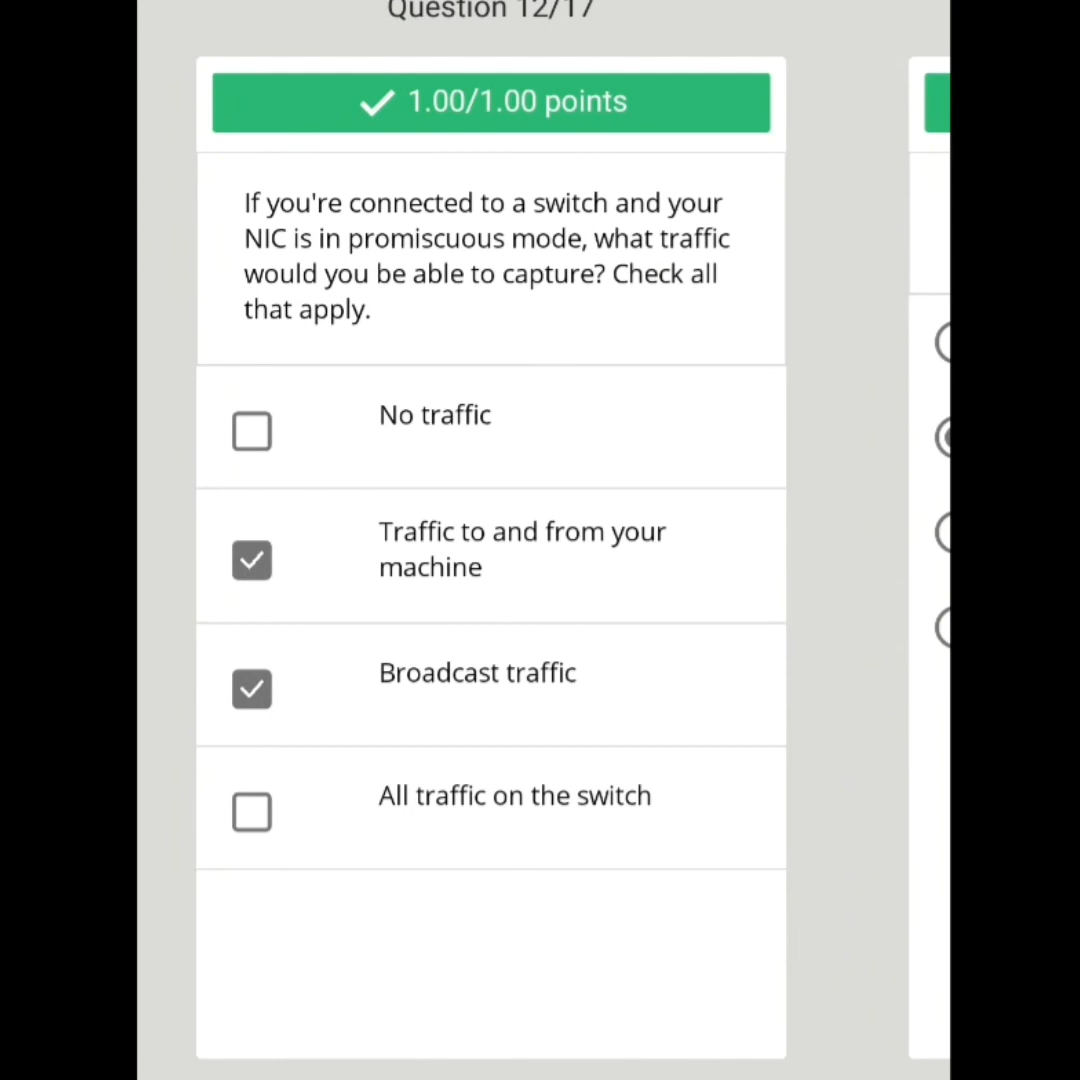 Question 12/17
1.00/1.00 points
If you're connected to a switch and your
NIC is in promiscuous mode, what traffic
would you be able to capture? Check all
that apply.
No traffic
Traffic to and from your
machine
Broadcast traffic
All traffic on the switch